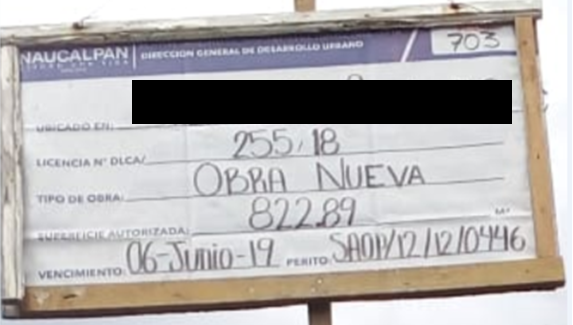 NAUCALPAN DIRECCIÓN GENERAL DE DESARROLLO URBANO 703
UBICADO EN:
LICENCIA N° DLCA/ 255/18
TIPO DE OBRA: OBRA NUEVA
SUPERFICIE AUTORIZADA: 822.89 M²
VENCIMIENTO: 06-Junio-19 PERITO: SAOP/12/12/0446